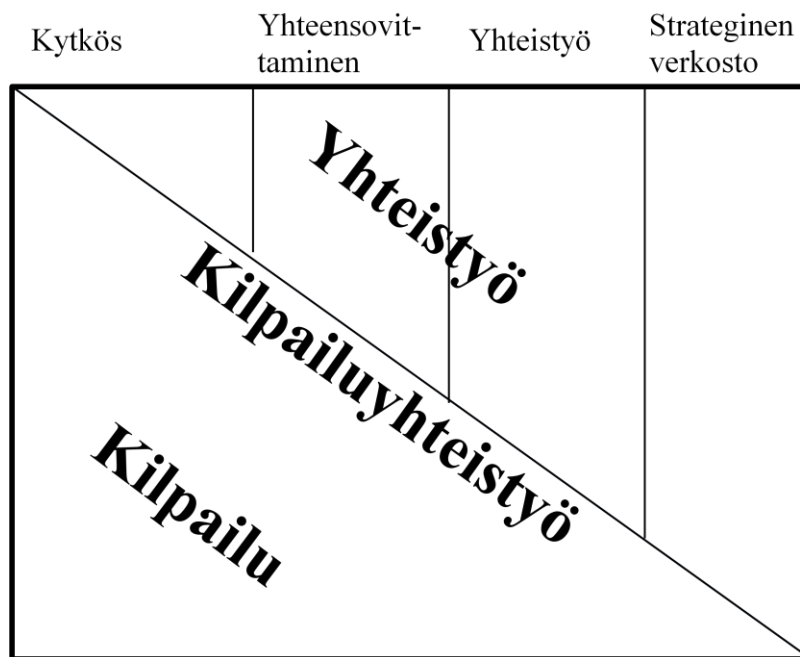 Kytkös
Yhteensovit-
taminen
Yhteistyö
Strateginen
verkosto
Yhteistyö
Kilpailuyhteistyö
Kilpailu